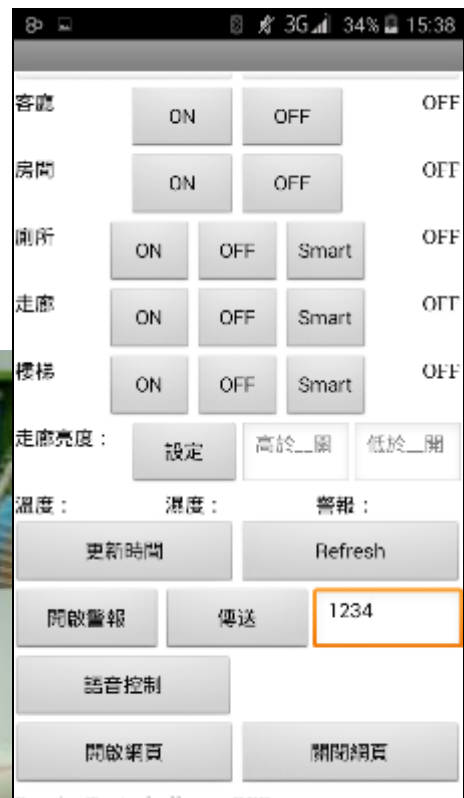 3G 34% 15:38
客廳 ON OFF OFF
房間 ON OFF OFF
廁所 ON OFF Smart OFF
走廊 ON OFF Smart OFF
樓梯 ON OFF Smart OFF
走廊亮度： 設定 高於__關 低於__開
溫度： 濕度： 警報：
更新時間 Refresh
開啟警報 傳送 1234
語音控制
開啟網頁 關閉網頁